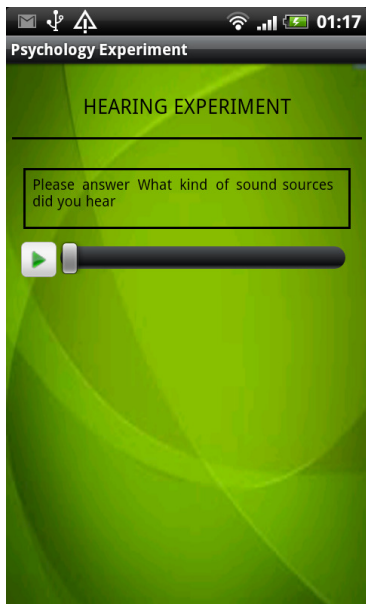 01:17
Psychology Experiment
HEARING EXPERIMENT
Please answer What kind of sound sources
did you hear